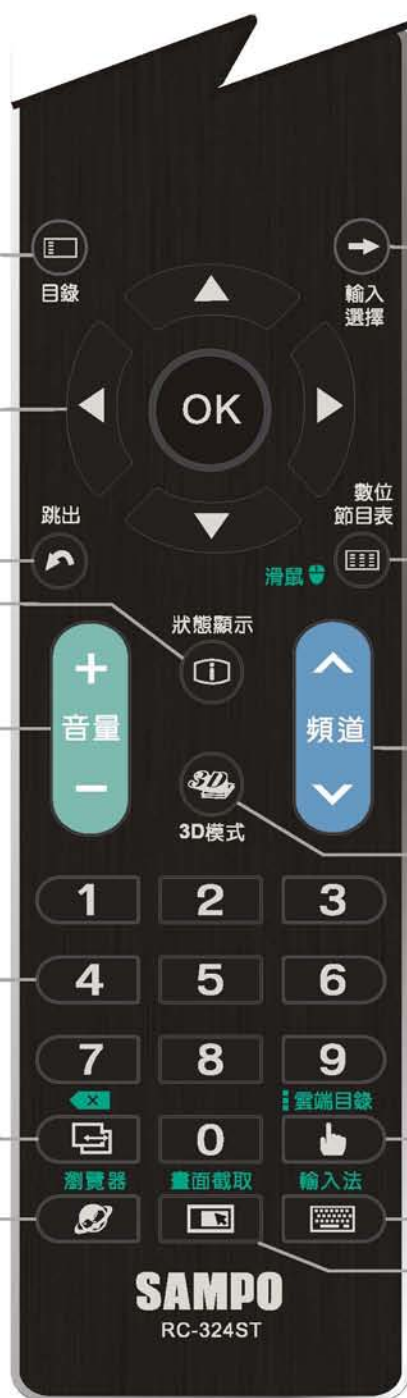 目錄
輸入
選擇
OK
跳出
數位
節目表
滑鼠
狀態顯示
+
音量
−
頻道
3D
3D模式
1 2 3
4 5 6
7 8 9
雲端目錄
0
瀏覽器 畫面截取 輸入法
SAMPO
RC-324ST